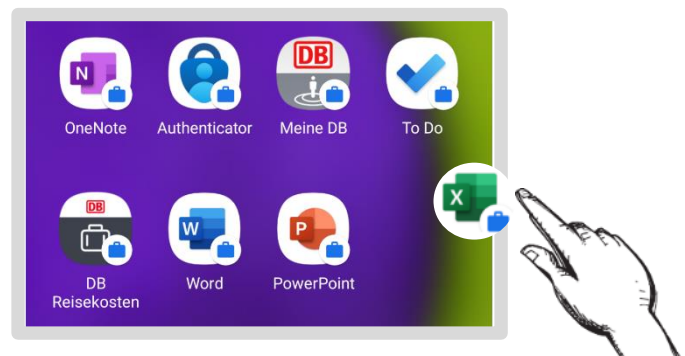 N
DB
OneNote
Authenticator
Meine DB
To Do
X
DB
W
P
DB
Reisekosten
Word
PowerPoint